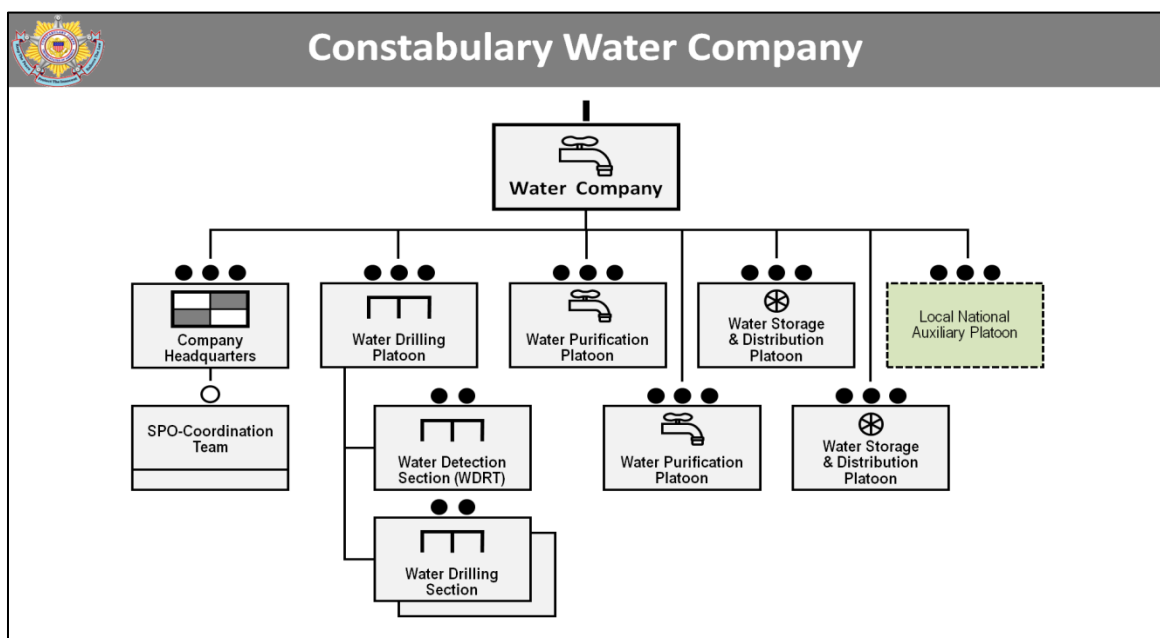 Constabulary Water Company
Water Company
Company
Headquarters
Water Drilling
Platoon
Water Purification
Platoon
Water Storage
& Distribution
Platoon
Local National
Auxiliary Platoon
SPO-Coordination
Team
Water Detection
Section (WDRT)
Water Purification
Platoon
Water Storage
& Distribution
Platoon
Water Drilling
Section